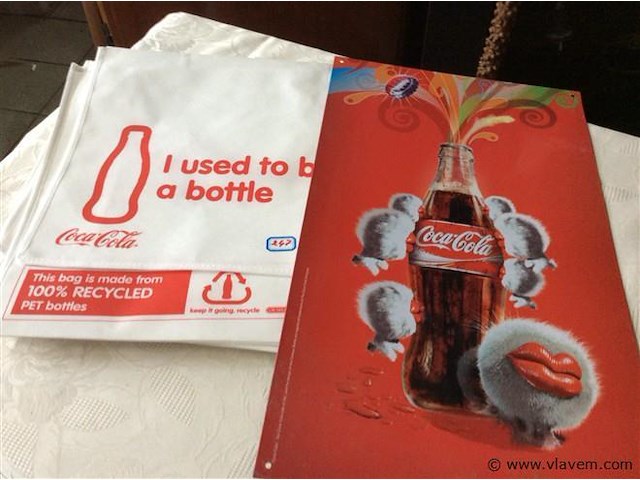 I used to b
a bottle
Coca-Cola
247
This bag is made from
100% RECYCLED
PET bottles
keep it going, recycle
Coca-Cola
© www.vlavem.com